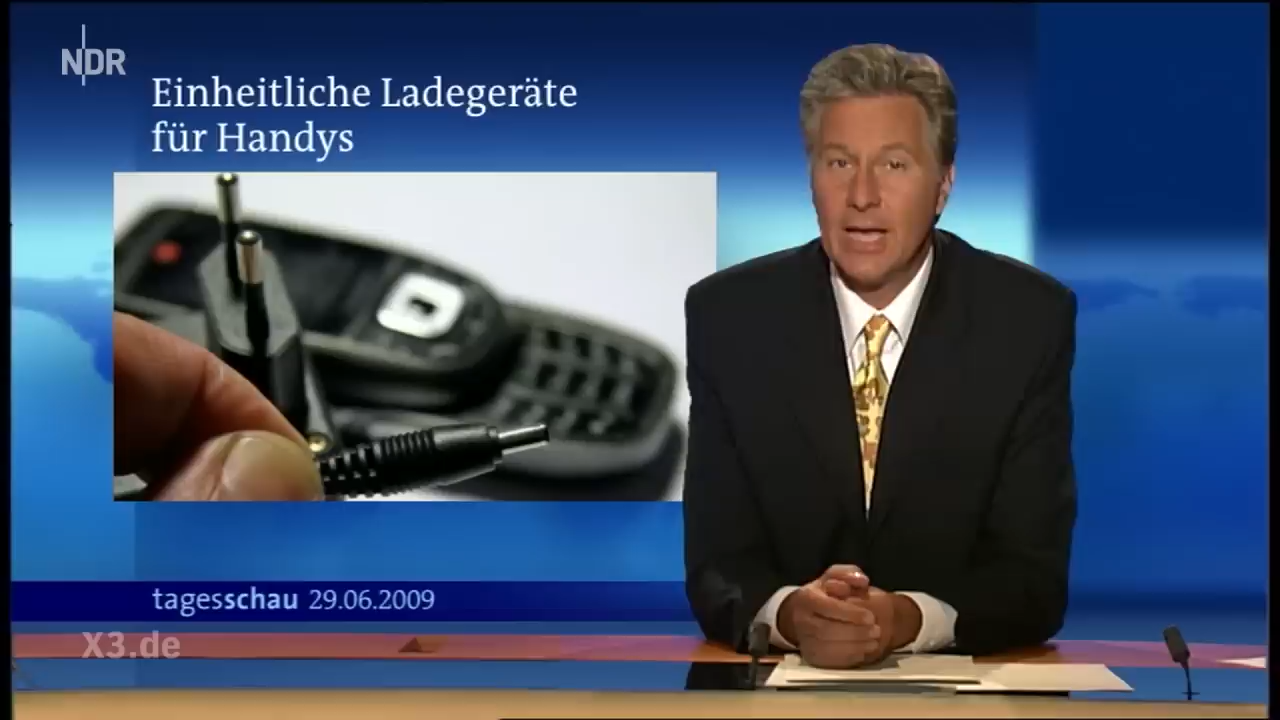 NDR
Einheitliche Ladegeräte
für Handys
tagesschau 29.06.2009
X3.de